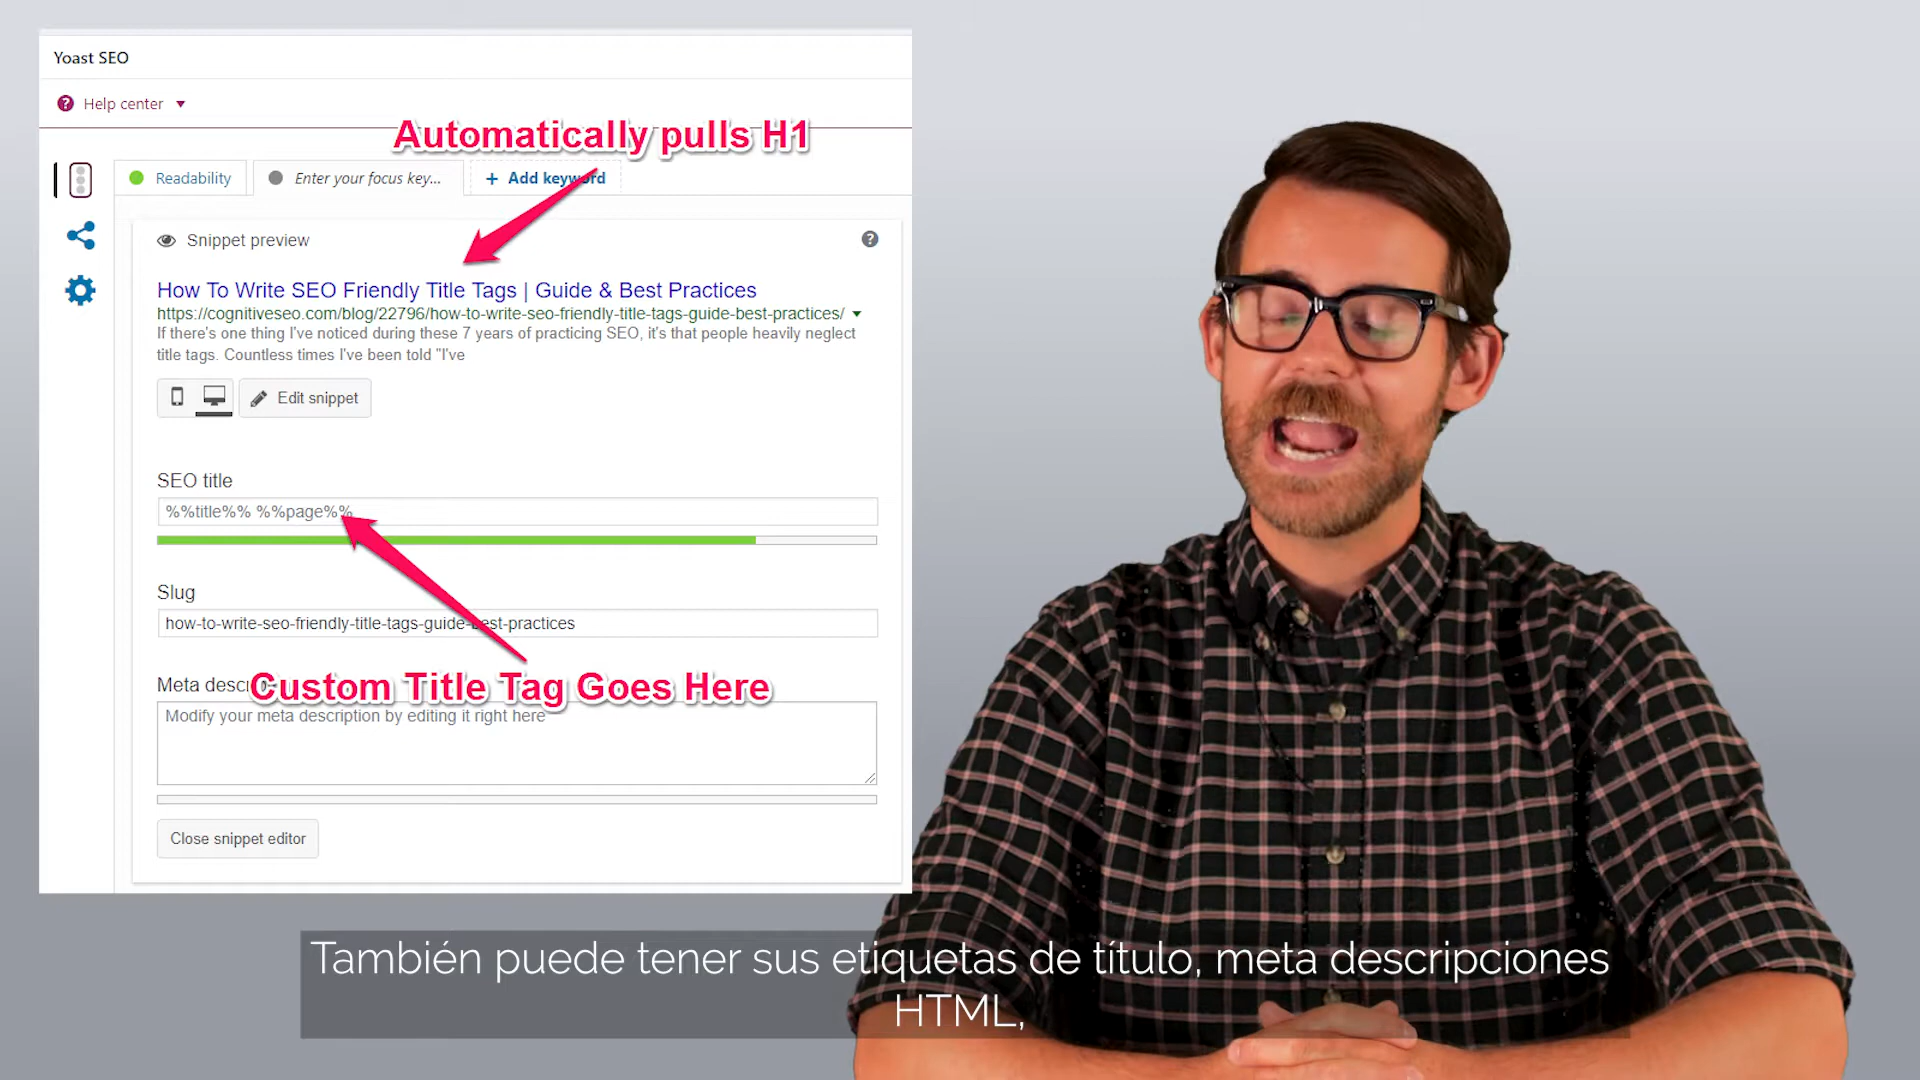 Yoast SEO
Help center
Automatically pulls H1
Readability
Enter your focus key...
+ Add keyword
Snippet preview
How To Write SEO Friendly Title Tags | Guide & Best Practices
https://cognitiveseo.com/blog/22796/how-to-write-seo-friendly-title-tags-guide-best-practices/
If there's one thing I've noticed during these 7 years of practicing SEO, it's that people heavily neglect
title tags. Countless times I've been told "I've
Edit snippet
SEO title
%%title%% %%page%%
Slug
how-to-write-seo-friendly-title-tags-guide-best-practices
Meta
Custom Title Tag Goes Here
Modify your meta description by editing it right here
Close snippet editor
También puede tener sus etiquetas de título, meta descripciones
HTML,